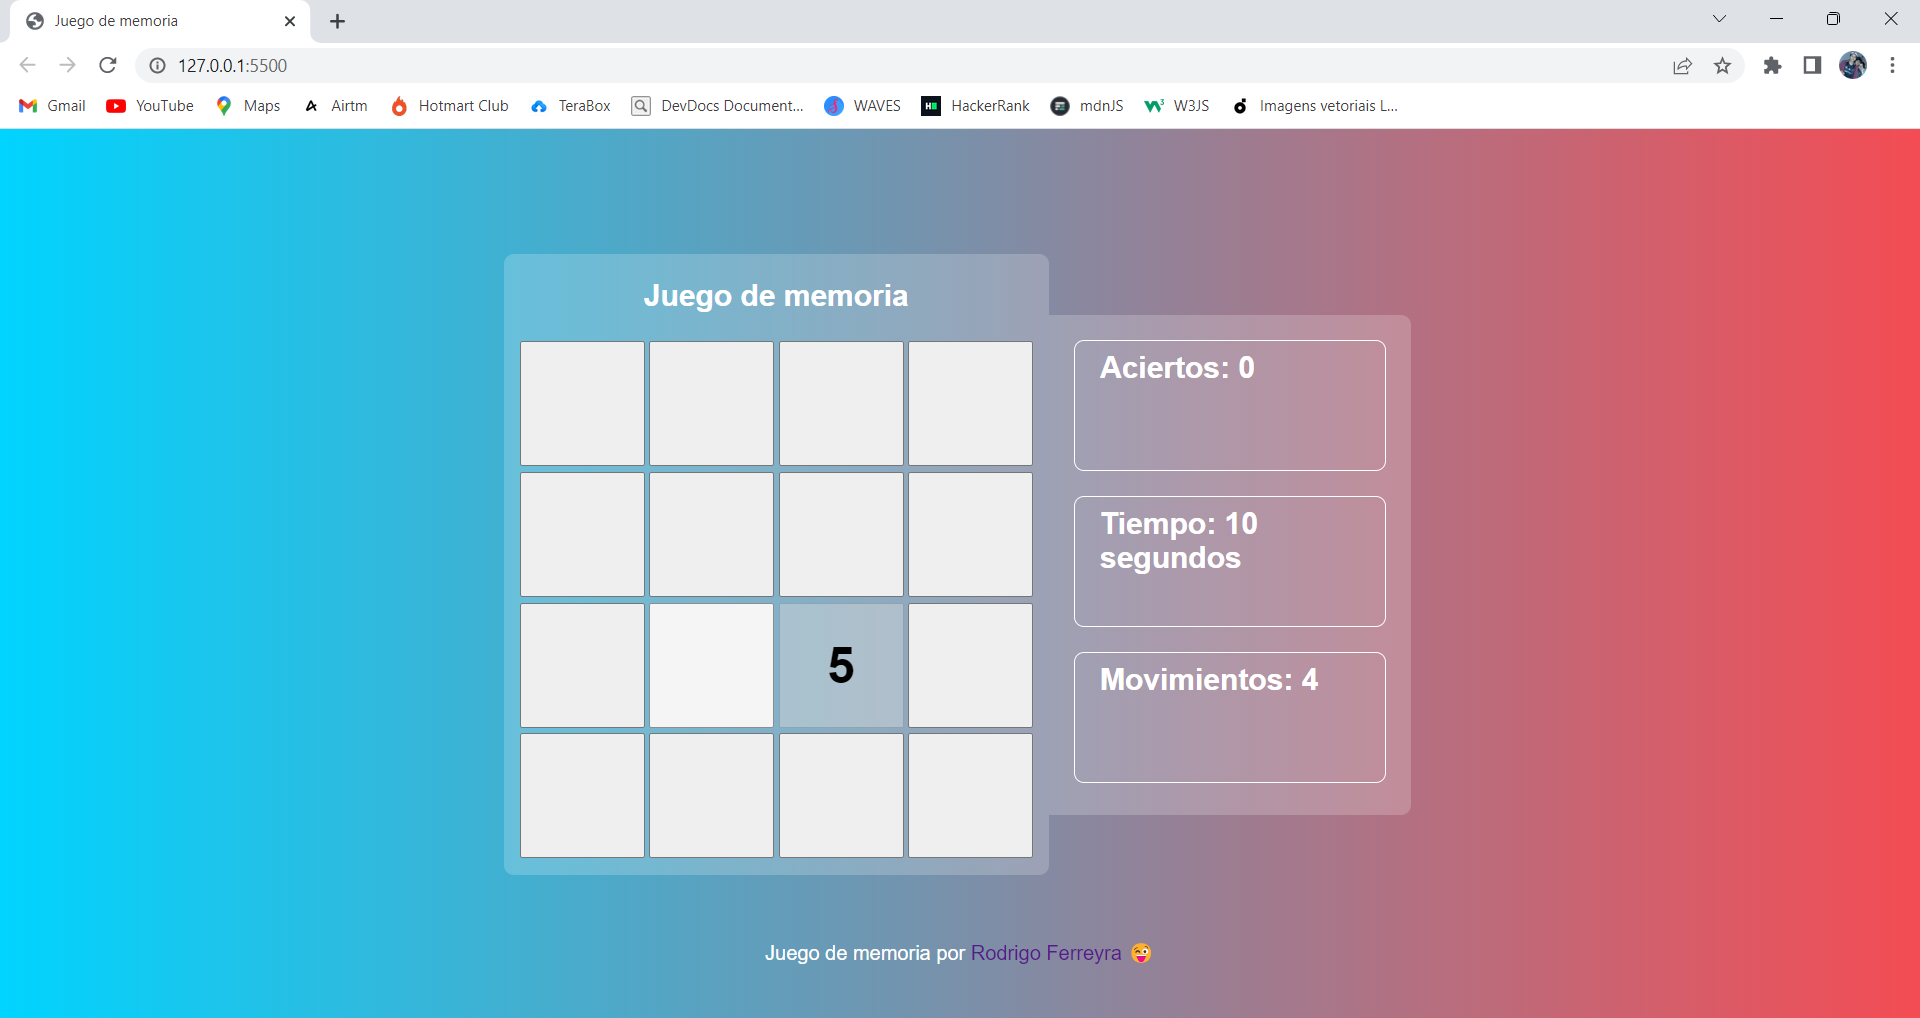 Juego de memoria
127.0.0.1:5500
Gmail YouTube Maps Airtm Hotmart Club TeraBox DevDocs Document... WAVES HackerRank mdnJS W3JS Imagens vetoriais L...
Juego de memoria
Aciertos: 0
Tiempo: 10
segundos
5
Movimientos: 4
Juego de memoria por Rodrigo Ferreyra 😜